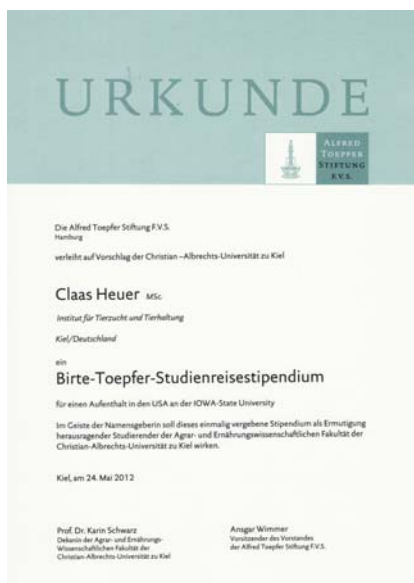 URKUNDE
ALFRED
TOEPFER
STIFTUNG
F.V.S.
Die Alfred Toepfer Stiftung F.V.S.
Hamburg
verleiht auf Vorschlag der Christian –Albrechts-Universität zu Kiel
Claas Heuer MSc
Institut für Tierzucht und Tierhaltung
Kiel/Deutschland
ein
Birte-Toepfer-Studienreisestipendium
für einen Aufenthalt in den USA an der IOWA-State University
Im Geiste der Namensgeberin soll dieses einmalig vergebene Stipendium als Ermutigung
herausragender Studierender der Agrar- und Ernährungswissenschaftlichen Fakultät der
Christian-Albrechts-Universität zu Kiel wirken.
Kiel, am 24. Mai 2012
Prof. Dr. Karin Schwarz
Dekanin der Agrar- und Ernährungs-
Wissenschaftlichen Fakultät der
Christian-Albrechts-Universität zu Kiel
Ansgar Wimmer
Vorsitzender des Vorstandes
der Alfred Toepfer Stiftung F.V.S.